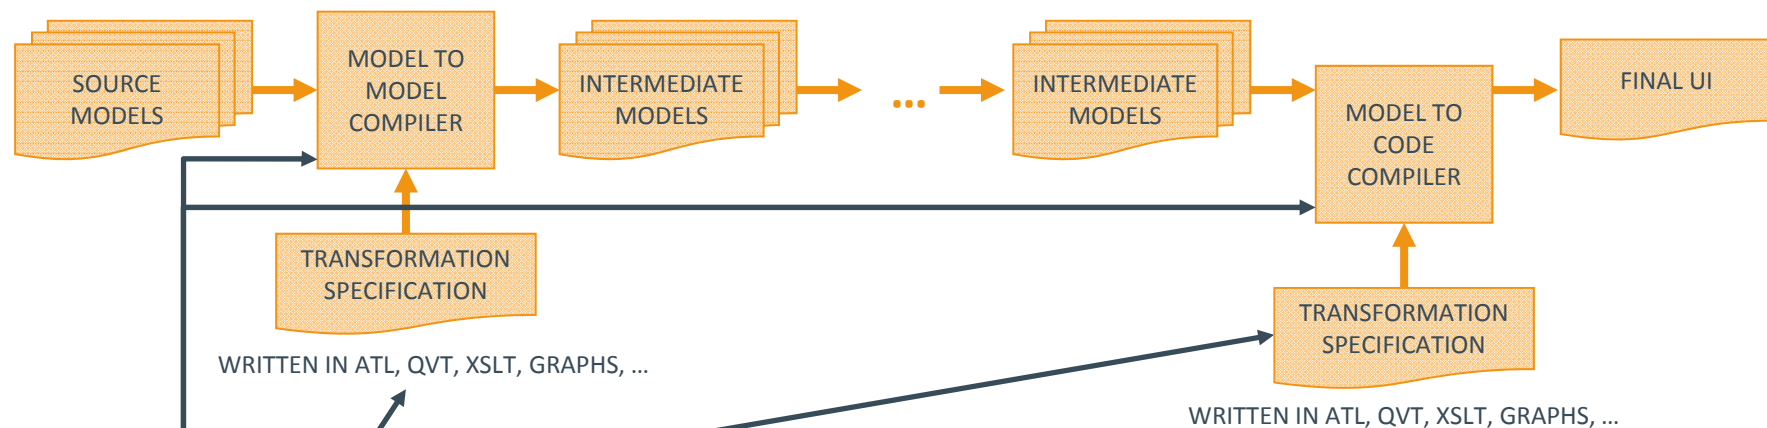 SOURCE
MODELS
MODEL TO
MODEL
COMPILER
INTERMEDIATE
MODELS
...
INTERMEDIATE
MODELS
MODEL TO
CODE
COMPILER
FINAL UI
TRANSFORMATION
SPECIFICATION
WRITTEN IN ATL, QVT, XSLT, GRAPHS, ...
TRANSFORMATION
SPECIFICATION
WRITTEN IN ATL, QVT, XSLT, GRAPHS, ...